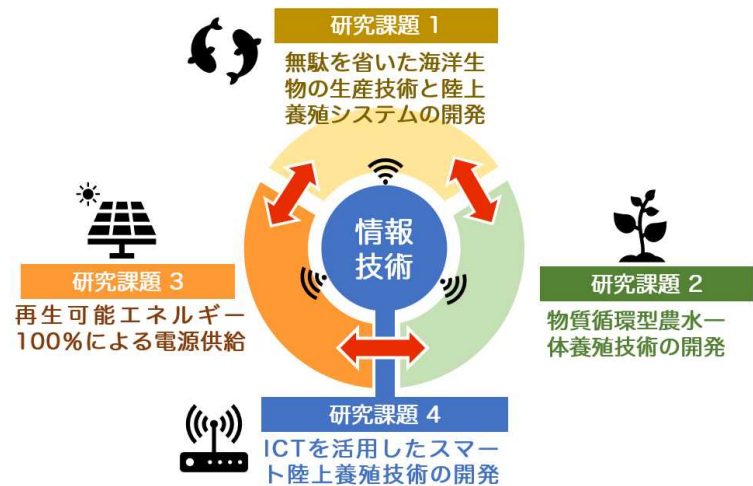 研究課題 1
無駄を省いた海洋生
物の生産技術と陸上
養殖システムの開発
情報
技術
研究課題 3
再生可能エネルギー
100％による電源供給
研究課題 2
物質循環型農水一
体養殖技術の開発
研究課題 4
ICTを活用したスマー
ト陸上養殖技術の開発